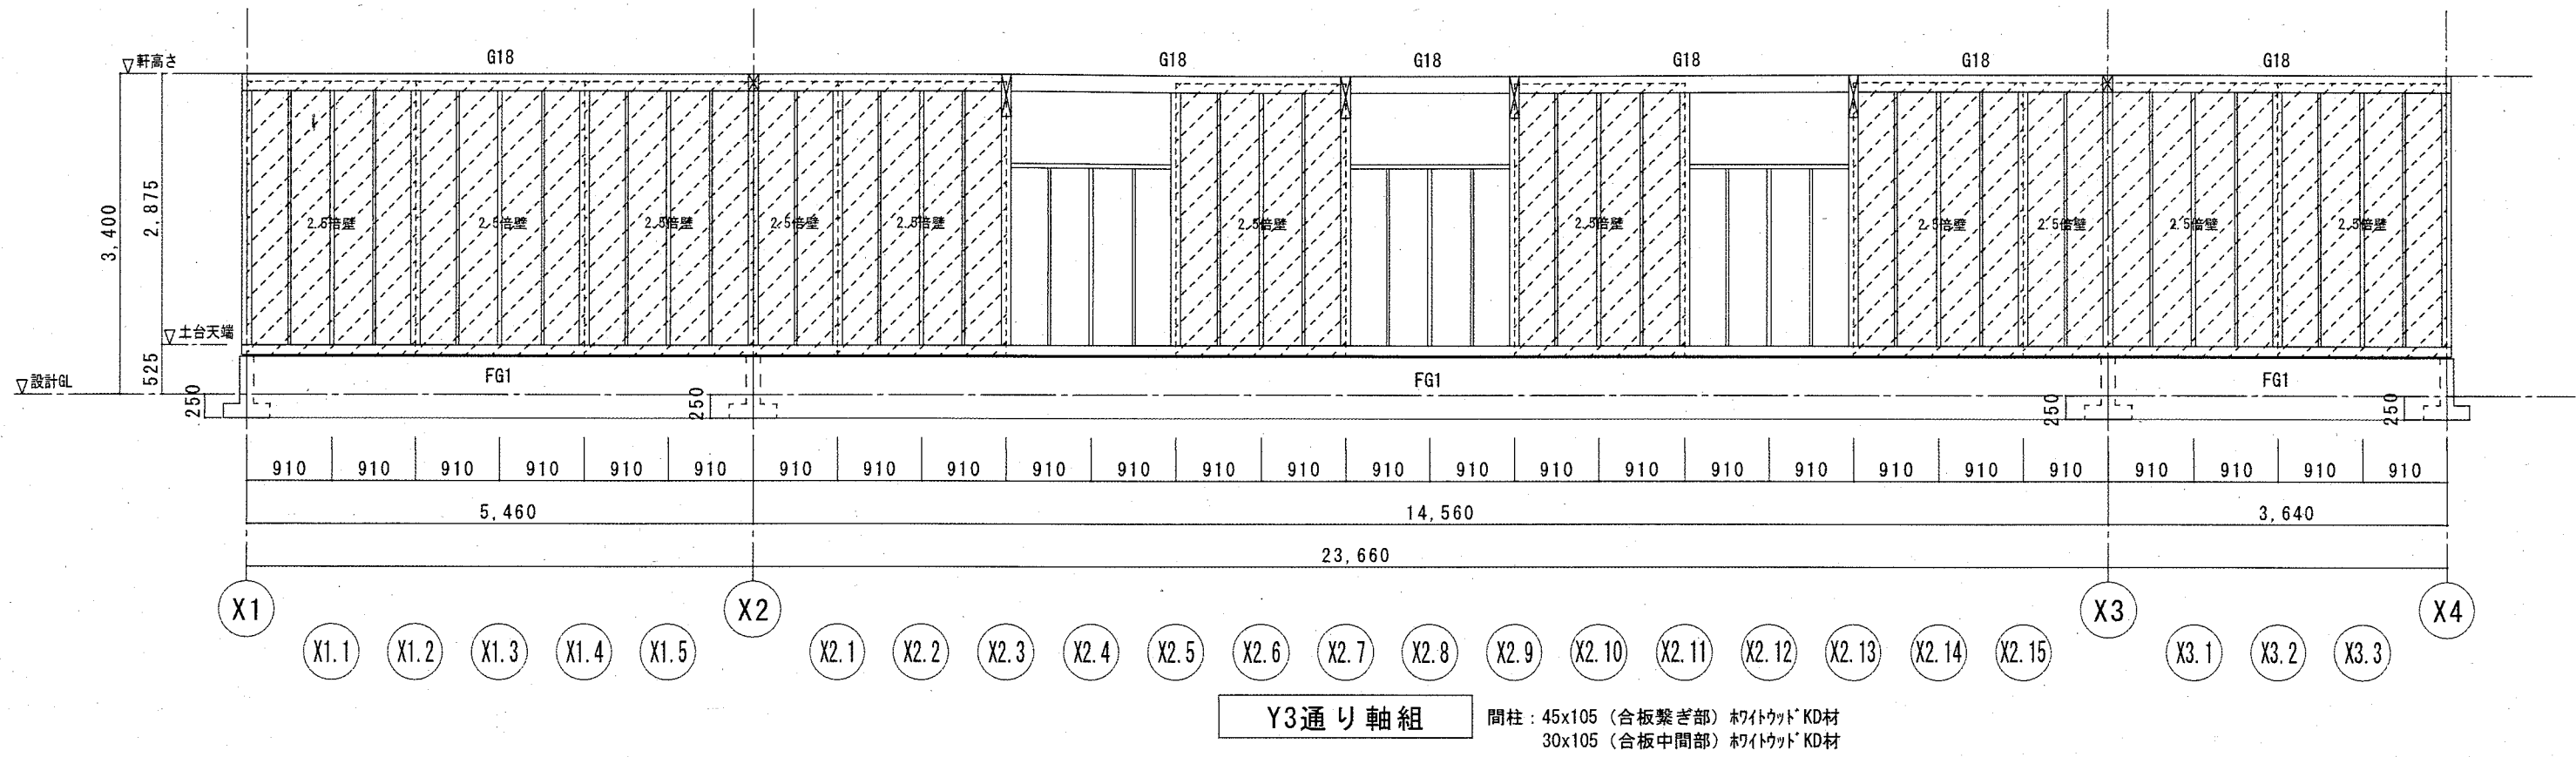 G18 G18 G18 G18 G18 G18
軒高さ
3,400
2,875
2.5倍壁 2.5倍壁 2.5倍壁 2.5倍壁 2.5倍壁 2.5倍壁 2.5倍壁 2.5倍壁 2.5倍壁 2.5倍壁 2.5倍壁
土台天端
525
設計GL
FG1 FG1 FG1
250 250 250 250
910 910 910 910 910 910 910 910 910 910 910 910 910 910 910 910 910 910 910 910 910 910 910 910 910 910
5,460 14,560 3,640
23,660
X1 X2 X3 X4
X1.1 X1.2 X1.3 X1.4 X1.5 X2.1 X2.2 X2.3 X2.4 X2.5 X2.6 X2.7 X2.8 X2.9 X2.10 X2.11 X2.12 X2.13 X2.14 X2.15 X3.1 X3.2 X3.3
Y3通り軸組
間柱：45x105（合板繋ぎ部）ﾎﾜｲﾄｳｯﾄﾞKD材
30x105（合板中間部）ﾎﾜｲﾄｳｯﾄﾞKD材